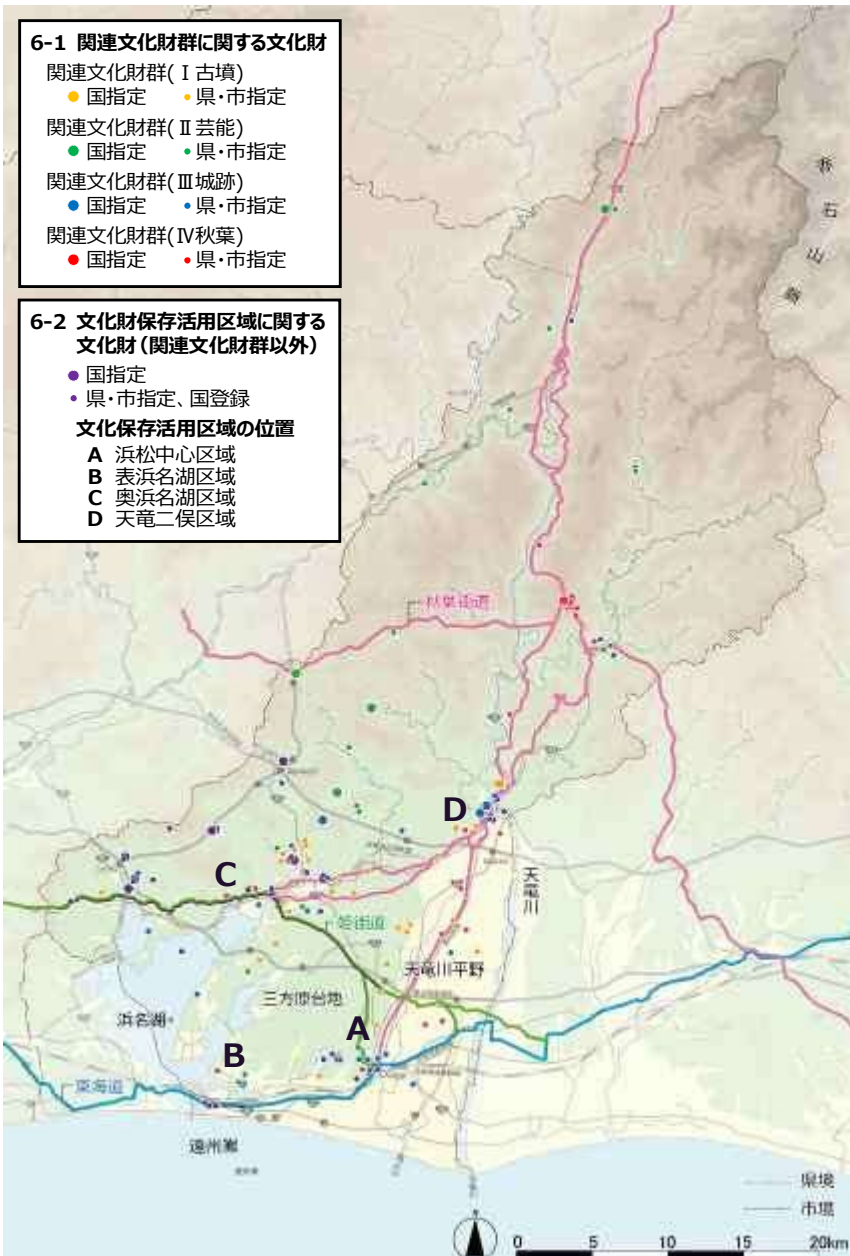 6-1 関連文化財群に関する文化財
関連文化財群(Ⅰ古墳)
国指定 県・市指定
関連文化財群(Ⅱ芸能)
国指定 県・市指定
関連文化財群(Ⅲ城跡)
国指定 県・市指定
関連文化財群(Ⅳ秋葉)
国指定 県・市指定
6-2 文化財保存活用区域に関する
文化財(関連文化財群以外)
国指定
県・市指定、国登録
文化保存活用区域の位置
A 浜松中心区域
B 表浜名湖区域
C 奥浜名湖区域
D 天竜二俣区域
赤石山脈
秋葉街道
D
C
天竜川
姫街道
天竜川平野
三方原台地
浜名湖
A
B
東海道
遠州灘
県境
市境
0 5 10 15 20km